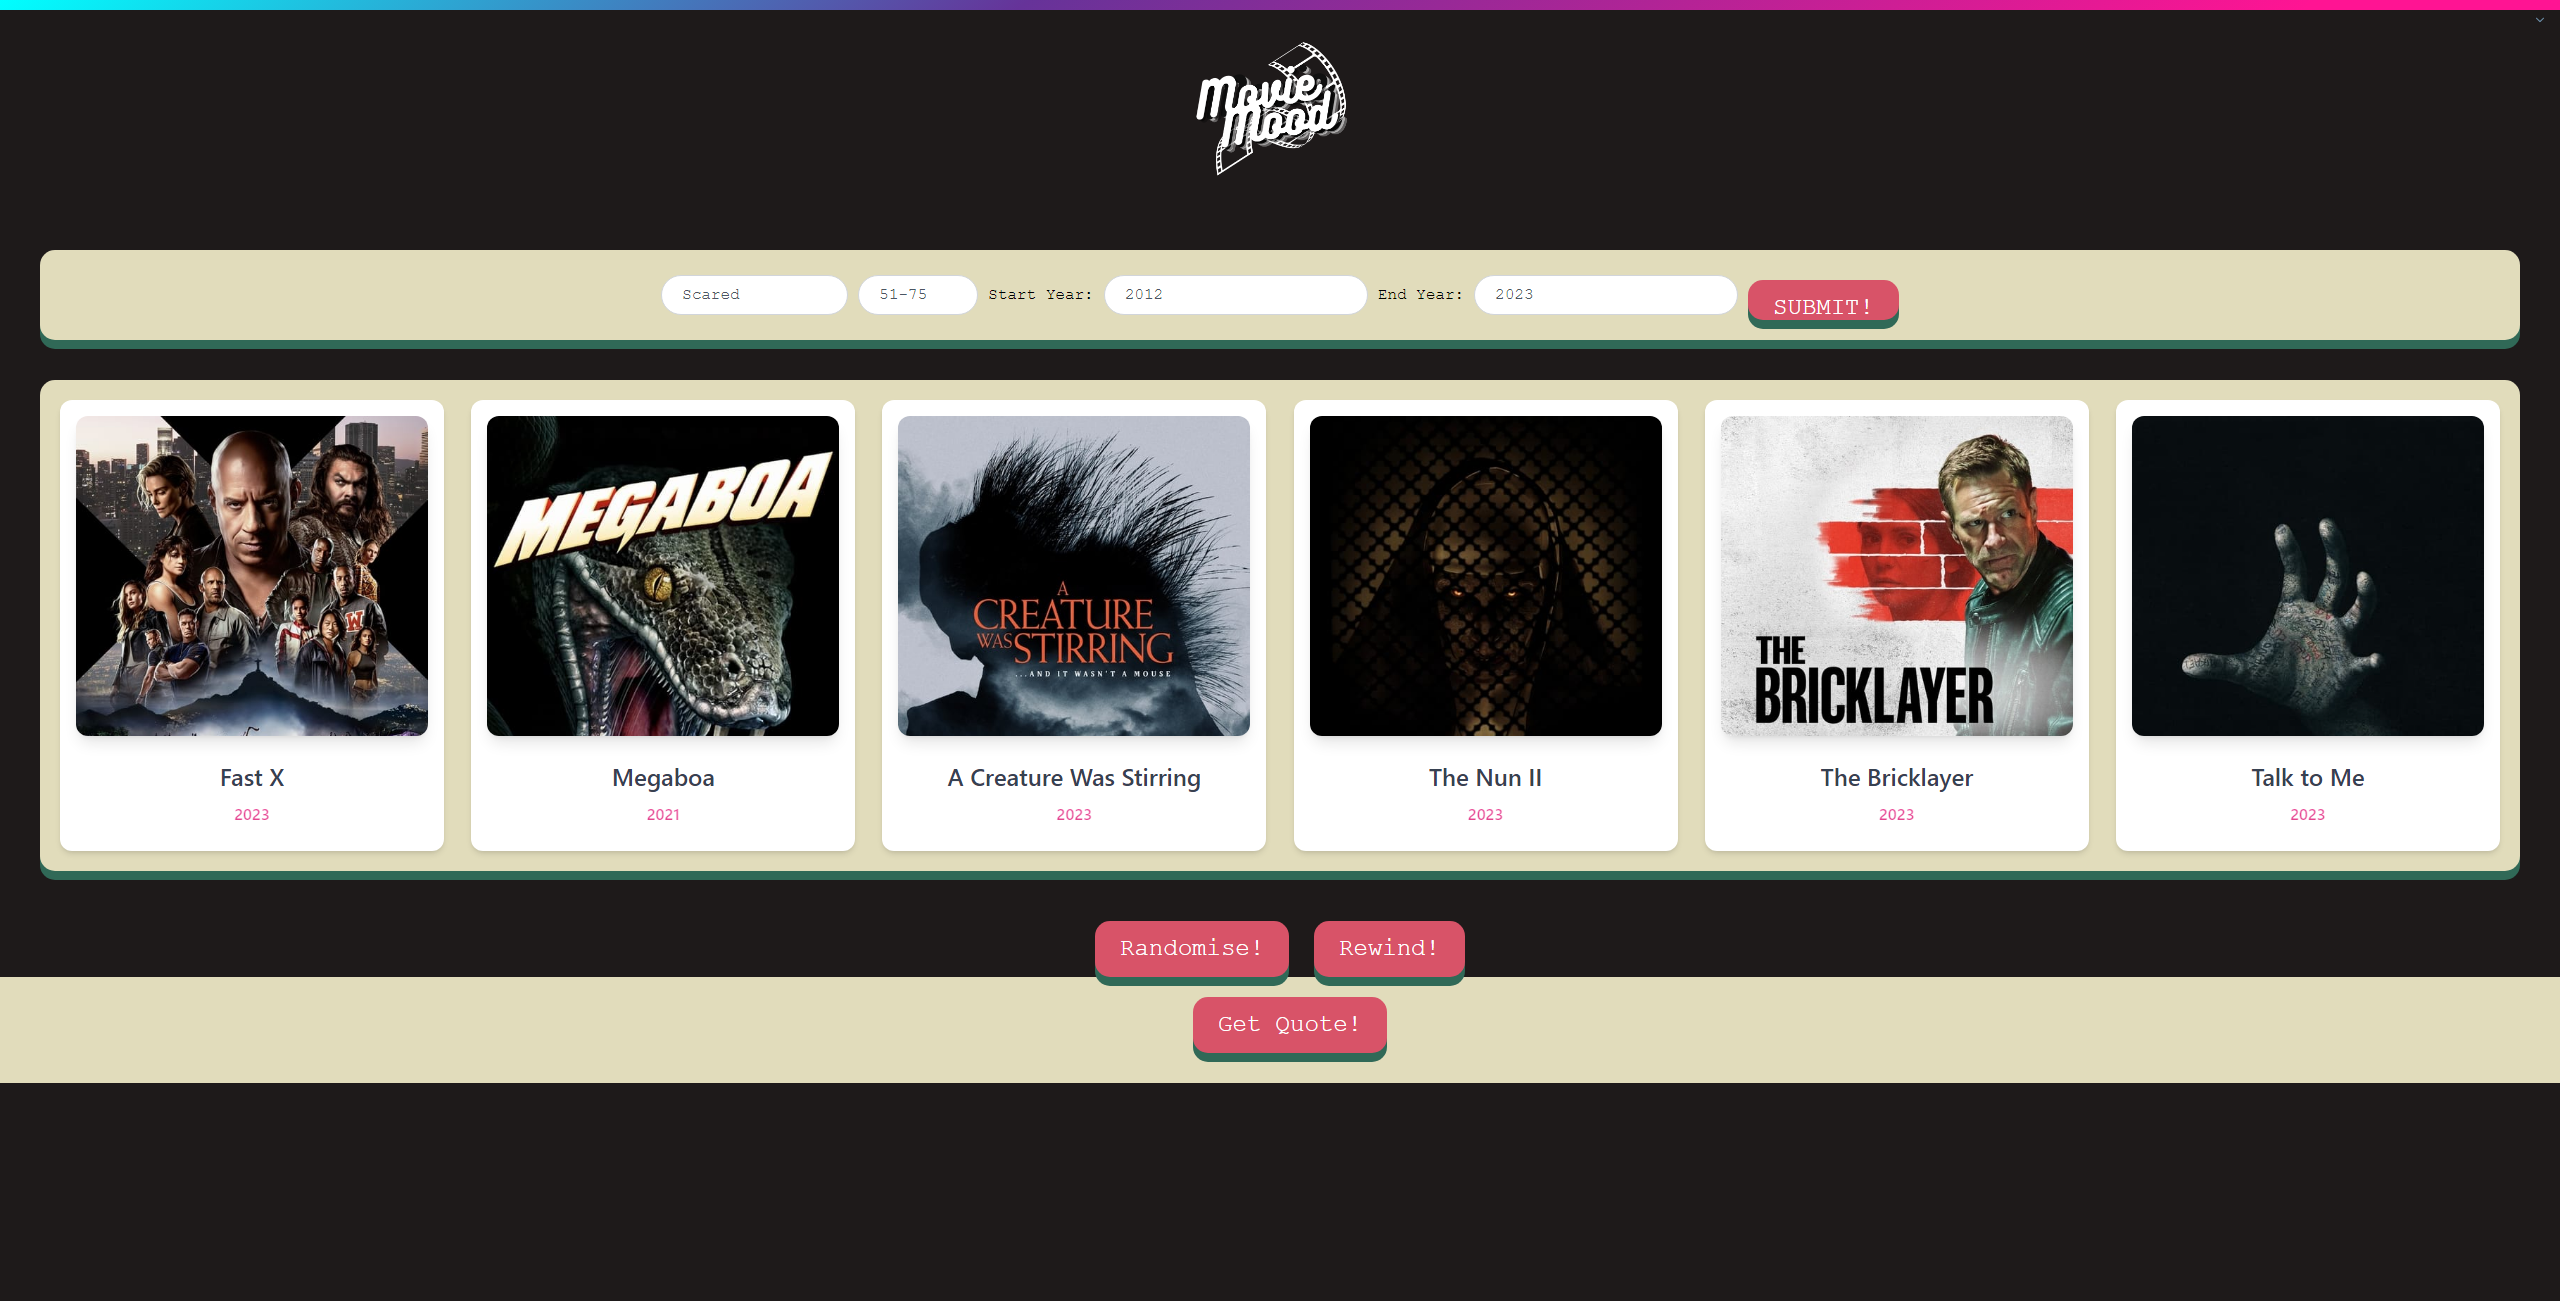 Movie
Mood
Scared 51-75 Start Year: 2012 End Year: 2023 SUBMIT!
MEGABOA
A
CREATURE
WAS STIRRING
...AND IT WASN'T A MOUSE
THE
BRICKLAYER
W
Fast X
2023
Megaboa
2021
A Creature Was Stirring
2023
The Nun II
2023
The Bricklayer
2023
Talk to Me
2023
Randomise! Rewind!
Get Quote!